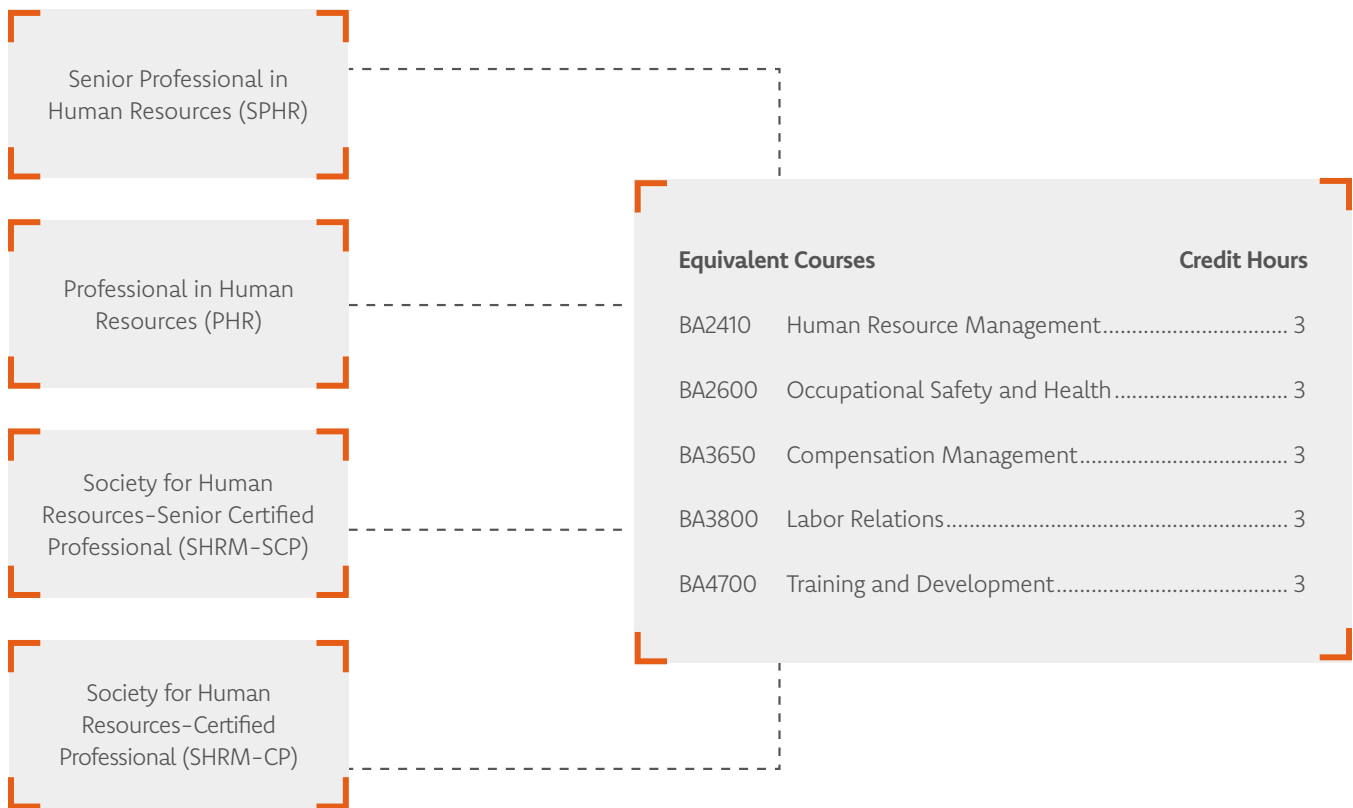 Senior Professional in
Human Resources (SPHR)
Professional in Human
Resources (PHR)
Society for Human
Resources-Senior Certified
Professional (SHRM-SCP)
Society for Human
Resources-Certified
Professional (SHRM-CP)
Equivalent Courses Credit Hours
BA2410 Human Resource Management............................... 3
BA2600 Occupational Safety and Health............................. 3
BA3650 Compensation Management................................... 3
BA3800 Labor Relations......................................................... 3
BA4700 Training and Development....................................... 3